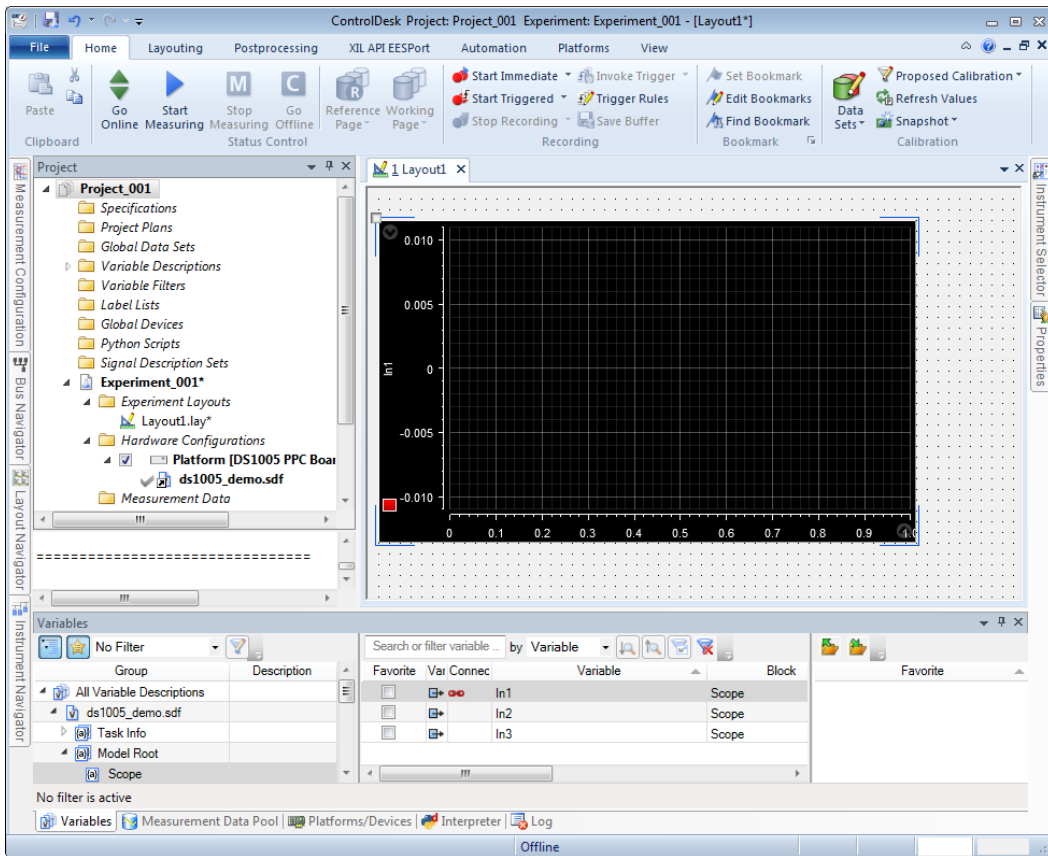 ControlDesk Project: Project_001 Experiment: Experiment_001 - [Layout1*]
File Home Layouting Postprocessing XIL API EESPort Automation Platforms View
Paste
Go Online
Start Measuring
Stop Measuring
Go Offline
Reference Page
Working Page
Start Immediate Invoke Trigger
Start Triggered Trigger Rules
Stop Recording Save Buffer
Set Bookmark
Edit Bookmarks
Find Bookmark
Data Sets
Proposed Calibration
Refresh Values
Snapshot
Clipboard Status Control Recording Bookmark Calibration
Measurement Configuration
Bus Navigator
Layout Navigator
Instrument Navigator
Project
Project_001
Specifications
Project Plans
Global Data Sets
Variable Descriptions
Variable Filters
Label Lists
Global Devices
Python Scripts
Signal Description Sets
Experiment_001*
Experiment Layouts
Layout1.lay*
Hardware Configurations
Platform [DS1005 PPC Boar
ds1005_demo.sdf
Measurement Data
================================
1 Layout1
In1
0.010
0.005
0
-0.005
-0.010
0 0.1 0.2 0.3 0.4 0.5 0.6 0.7 0.8 0.9 1.0
Instrument Selector
Properties
Variables
No Filter
Group Description
All Variable Descriptions
ds1005_demo.sdf
Task Info
Model Root
Scope
Search or filter variable ... by Variable
Favorite Var Connec Variable Block
In1 Scope
In2 Scope
In3 Scope
Favorite
No filter is active
Variables Measurement Data Pool Platforms/Devices Interpreter Log
Offline